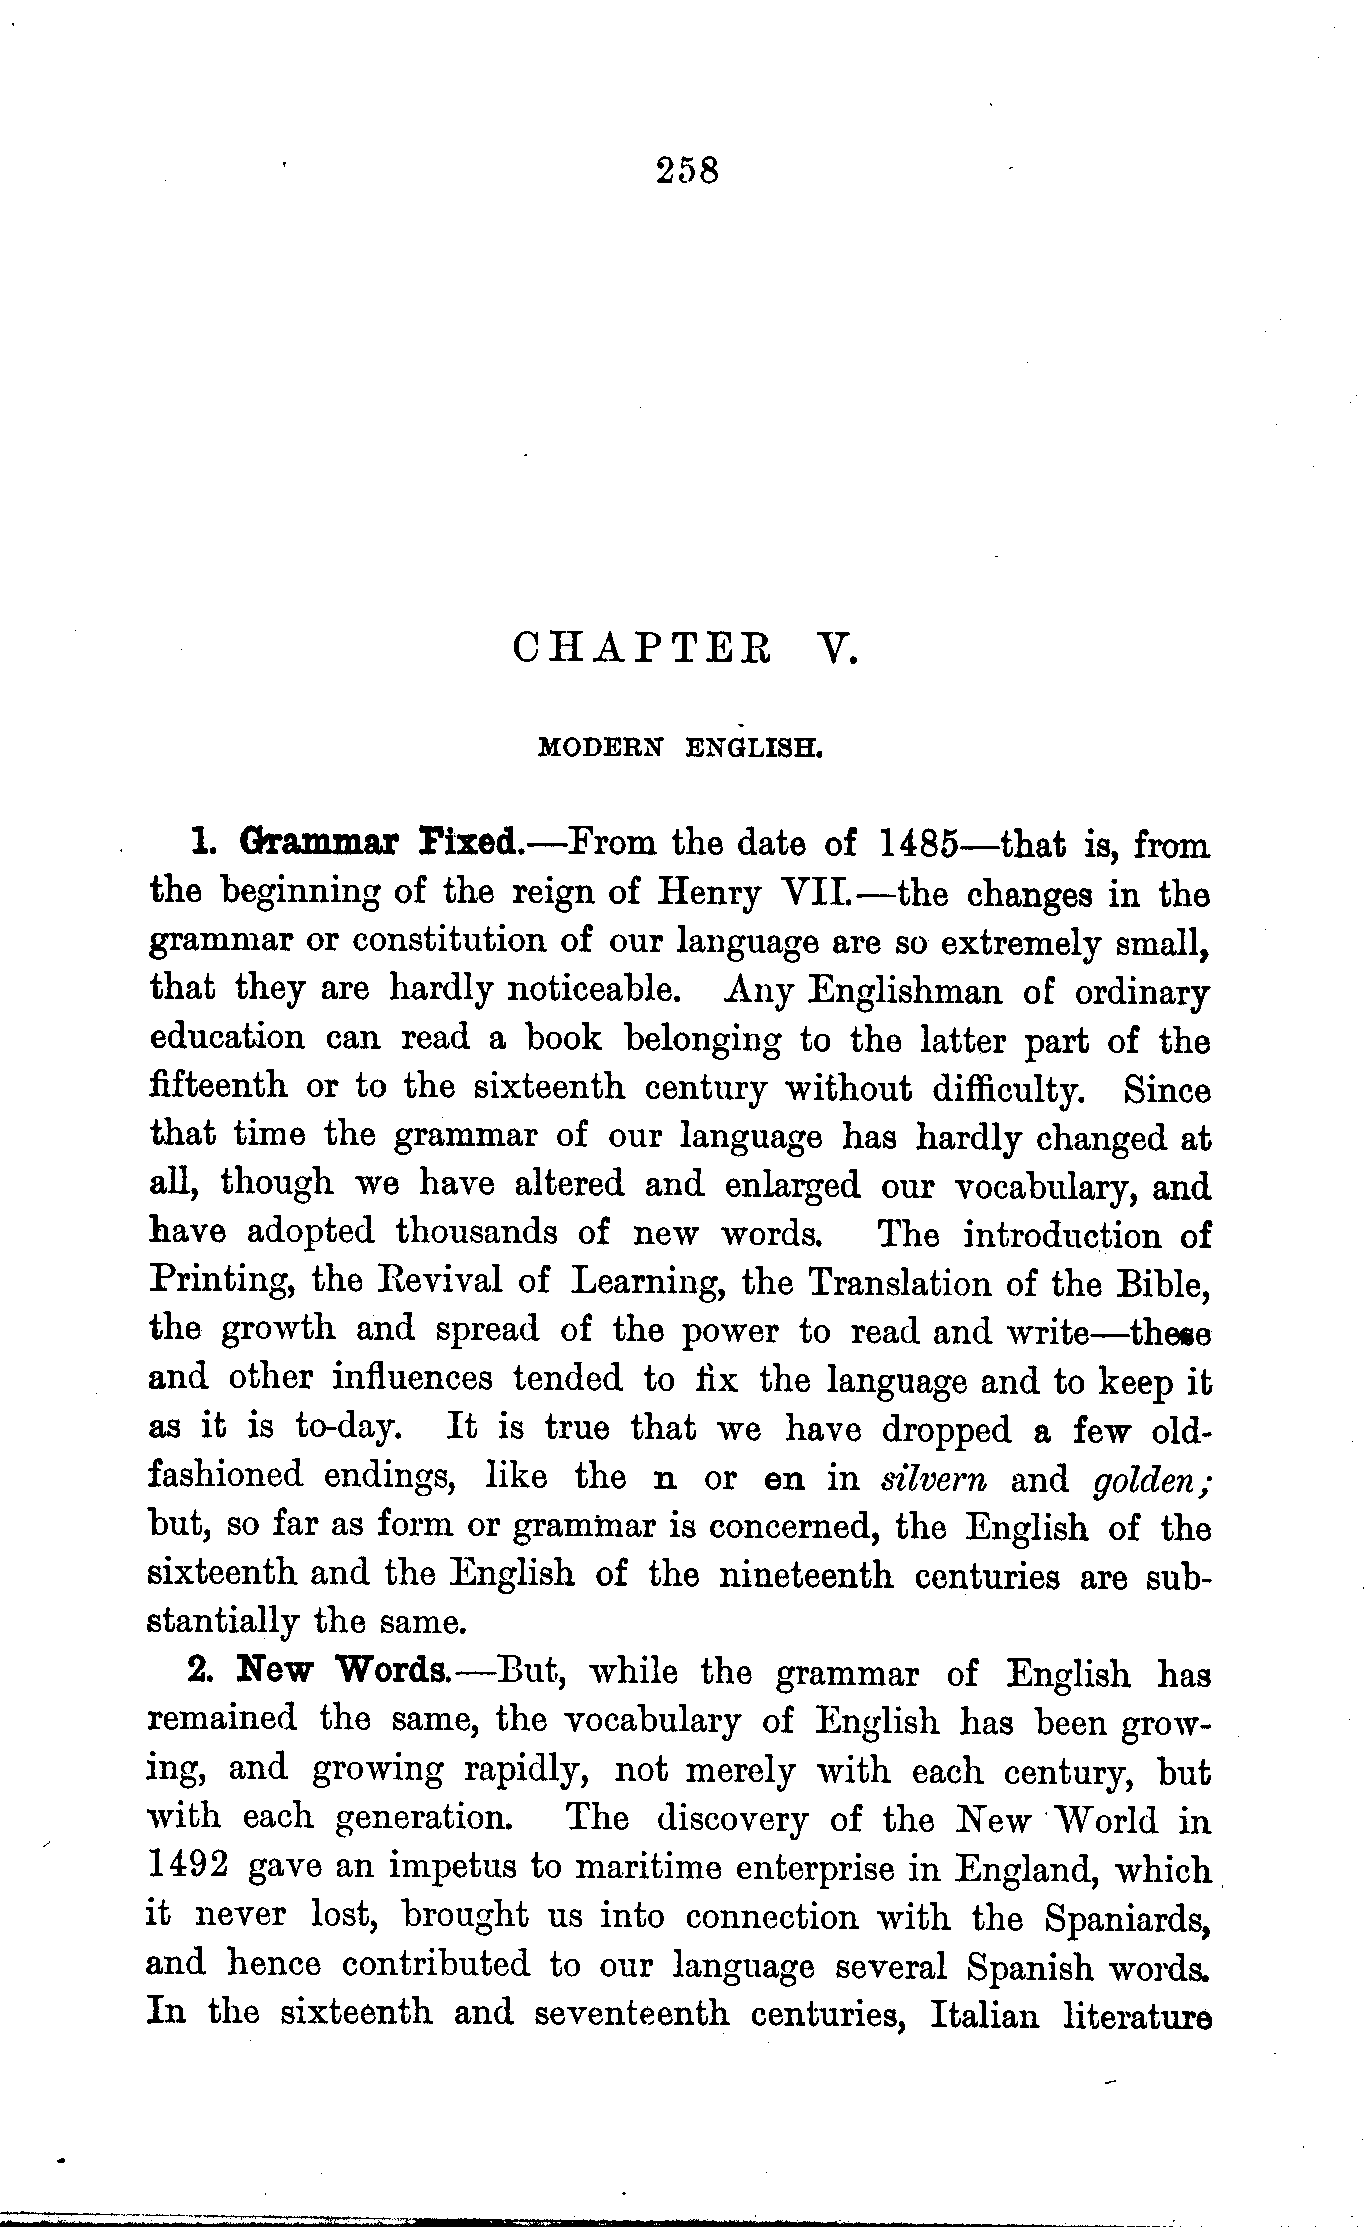 258
CHAPTER V.
MODERN ENGLISH.
1. Grammar Fixed.—From the date of 1485—that is, from
the beginning of the reign of Henry VII.—the changes in the
grammar or constitution of our language are so extremely small,
that they are hardly noticeable. Any Englishman of ordinary
education can read a book belonging to the latter part of the
fifteenth or to the sixteenth century without difficulty. Since
that time the grammar of our language has hardly changed at
all, though we have altered and enlarged our vocabulary, and
have adopted thousands of new words. The introduction of
Printing, the Revival of Learning, the Translation of the Bible,
the growth and spread of the power to read and write—these
and other influences tended to fix the language and to keep it
as it is to-day. It is true that we have dropped a few old-
fashioned endings, like the n or en in silvern and golden;
but, so far as form or grammar is concerned, the English of the
sixteenth and the English of the nineteenth centuries are sub-
stantially the same.
2. New Words.—But, while the grammar of English has
remained the same, the vocabulary of English has been grow-
ing, and growing rapidly, not merely with each century, but
with each generation. The discovery of the New World in
1492 gave an impetus to maritime enterprise in England, which
it never lost, brought us into connection with the Spaniards,
and hence contributed to our language several Spanish words.
In the sixteenth and seventeenth centuries, Italian literature